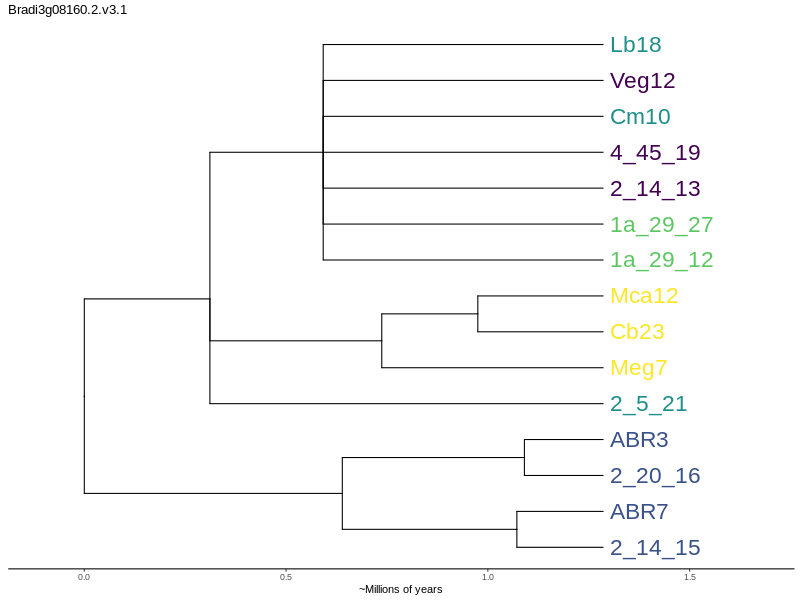 Bradi3g08160.2.v3.1
Lb18
Veg12
Cm10
4_45_19
2_14_13
1a_29_27
1a_29_12
Mca12
Cb23
Meg7
2_5_21
ABR3
2_20_16
ABR7
2_14_15
0.0 0.5 1.0 1.5
~Millions of years